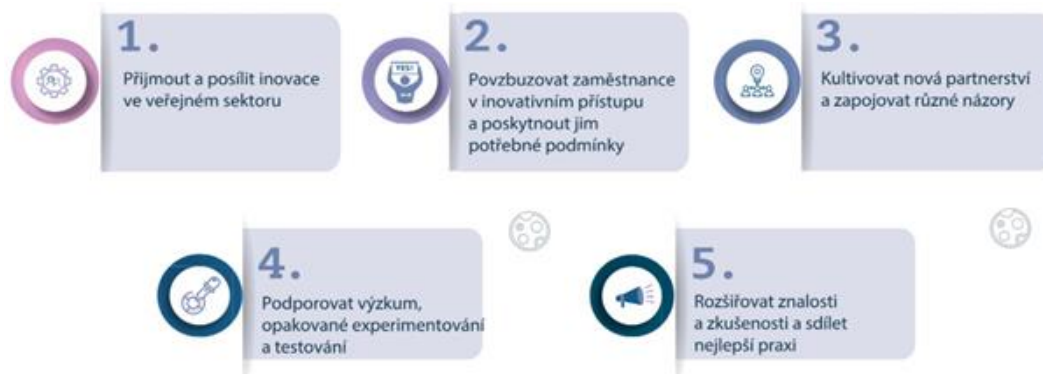 1.
Přijmout a posílit inovace
ve veřejném sektoru
2.
YES!
Povzbuzovat zaměstnance
v inovativním přístupu
a poskytnout jim
potřebné podmínky
3.
Kultivovat nová partnerství
a zapojovat různé názory
4.
Podporovat výzkum,
opakované experimentování
a testování
5.
Rozšiřovat znalosti
a zkušenosti a sdílet
nejlepší praxi